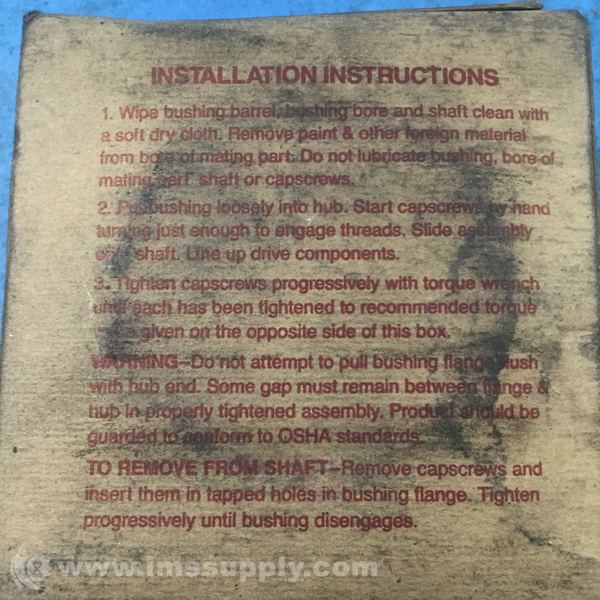 INSTALLATION INSTRUCTIONS
1. Wipe bushing barrel, bushing bore and shaft clean with
a soft dry cloth. Remove paint & other foreign material
from bore of mating part. Do not lubricate bushing, bore of
mating part, shaft or capscrews.
2. Put bushing loosely into hub. Start capscrews by hand
turning just enough to engage threads. Slide assembly
onto shaft. Line up drive components.
3. Tighten capscrews progressively with torque wrench
until each has been tightened to recommended torque
given on the opposite side of this box.
WARNING—Do not attempt to pull bushing flange flush
with hub end. Some gap must remain between flange &
hub in properly tightened assembly. Product should be
guarded to conform to OSHA standards.
TO REMOVE FROM SHAFT—Remove capscrews and
insert them in tapped holes in bushing flange. Tighten
progressively until bushing disengages.
www.imssupply.com